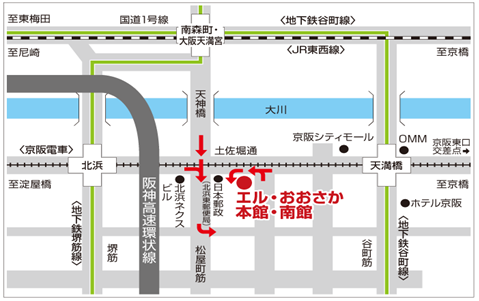 至東梅田
国道1号線
南森町・
大阪天満宮
〈地下鉄谷町線〉
至尼崎
〈JR東西線〉
至京橋
天神橋
大川
土佐堀通
京阪シティモール
OMM
京阪東口
交差点
〈京阪電車〉
北浜
天満橋
至淀屋橋
至京橋
阪神高速環状線
北浜ネクス
ビル
(北浜東郵便局)
日本郵政
エル・おおさか
本館・南館
ホテル京阪
〈地下鉄堺筋線〉
堺筋
松屋町筋
谷町筋
〈地下鉄谷町線〉